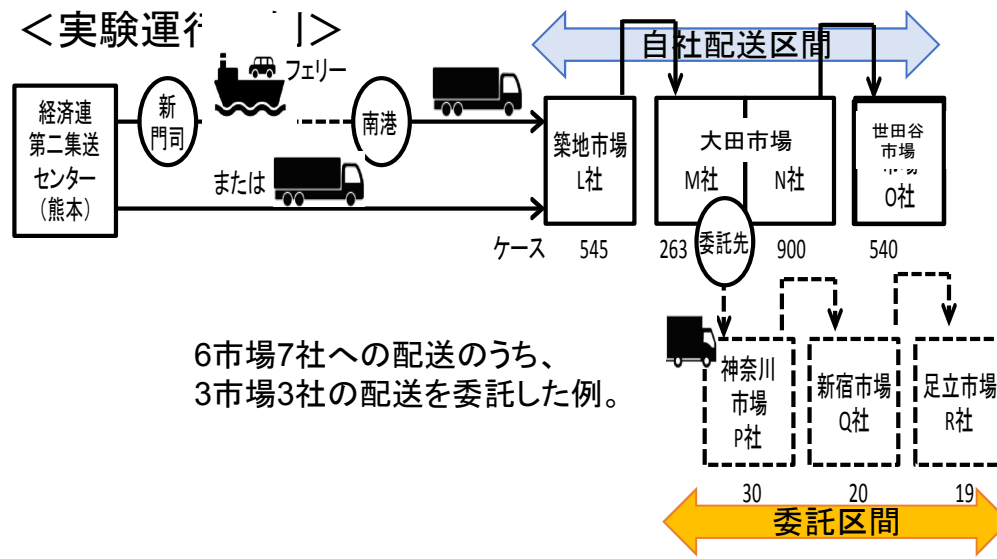 ＜実験運行
＞
自社配送区間
フェリー
経済連
第二集送
センター
(熊本)
新
門司
南港
または
築地市場
L社
大田市場
M社
N社
世田谷
市場
O社
委託先
ケース
545
263
900
540
6市場7社への配送のうち、
3市場3社の配送を委託した例。
神奈川
市場
P社
新宿市場
Q社
足立市場
R社
30
20
19
委託区間